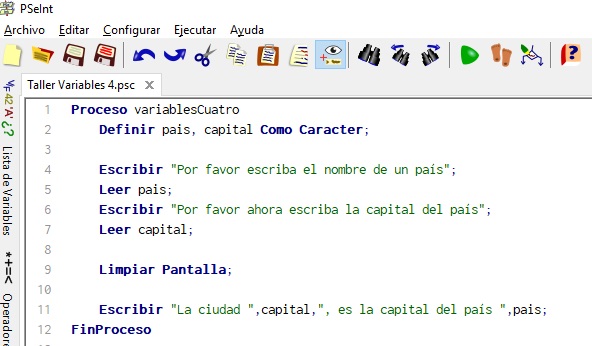 PSeInt
Archivo Editar Configurar Ejecutar Ayuda
Taller Variables 4.psc
1 Proceso variablesCuatro
2 Definir pais, capital Como Caracter;
3
4 Escribir "Por favor escriba el nombre de un país";
5 Leer pais;
6 Escribir "Por favor ahora escriba la capital del país";
7 Leer capital;
8
9 Limpiar Pantalla;
10
11 Escribir "La ciudad ",capital,", es la capital del país ",pais;
12 FinProceso
Lista de Variables
Operadore